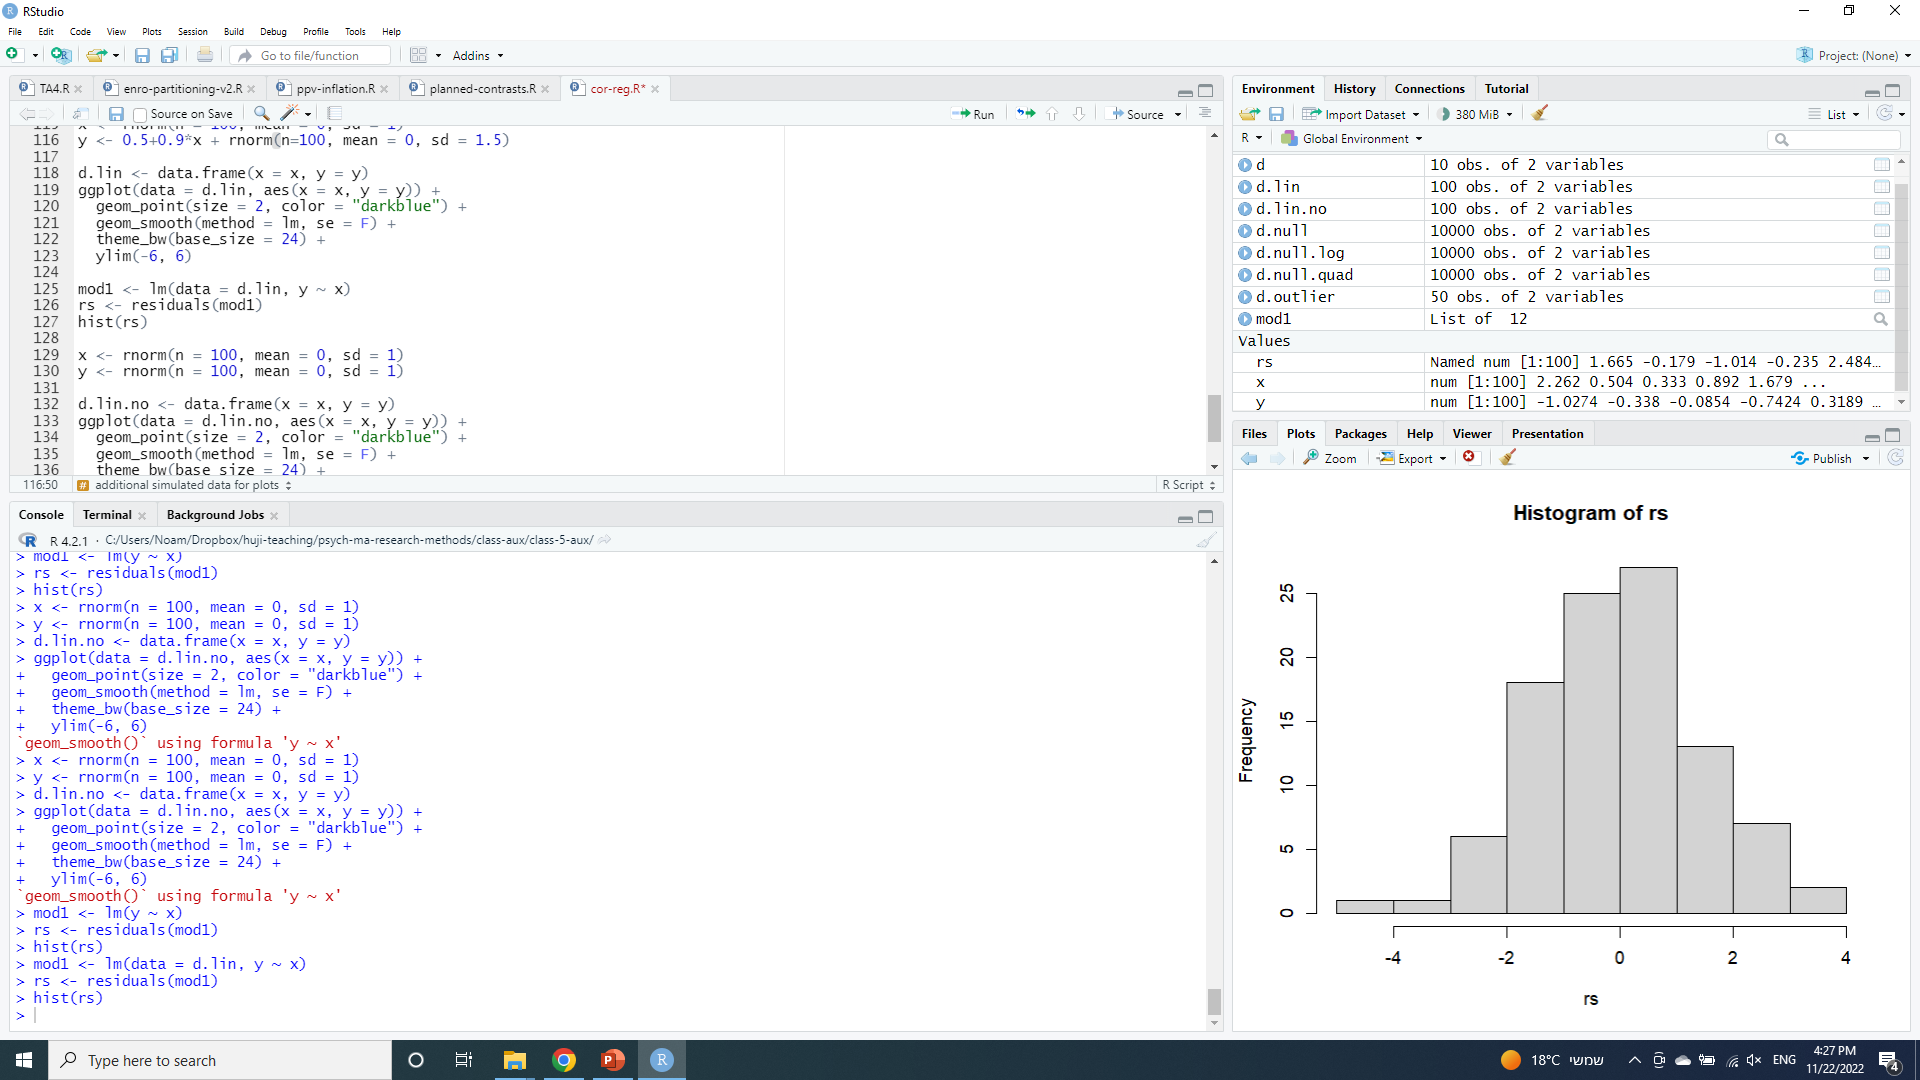 RStudio
File Edit Code View Plots Session Build Debug Profile Tools Help
Go to file/function Addins Project: (None)
TA4.R enro-partitioning-v2.R ppv-inflation.R planned-contrasts.R cor-reg.R*
Source on Save Run Source
115 x <- rnorm(n = 100, mean = 0, sd = 1)
116 y <- 0.5+0.9*x + rnorm(n=100, mean = 0, sd = 1.5)
117
118 d.lin <- data.frame(x = x, y = y)
119 ggplot(data = d.lin, aes(x = x, y = y)) +
120   geom_point(size = 2, color = "darkblue") +
121   geom_smooth(method = lm, se = F) +
122   theme_bw(base_size = 24) +
123   ylim(-6, 6)
124
125 mod1 <- lm(data = d.lin, y ~ x)
126 rs <- residuals(mod1)
127 hist(rs)
128
129 x <- rnorm(n = 100, mean = 0, sd = 1)
130 y <- rnorm(n = 100, mean = 0, sd = 1)
131
132 d.lin.no <- data.frame(x = x, y = y)
133 ggplot(data = d.lin.no, aes(x = x, y = y)) +
134   geom_point(size = 2, color = "darkblue") +
135   geom_smooth(method = lm, se = F) +
136   theme_bw(base_size = 24) +
116:50 # additional simulated data for plots R Script
Console Terminal Background Jobs
R 4.2.1 · C:/Users/Noam/Dropbox/huji-teaching/psych-ma-research-methods/class-aux/class-5-aux/
> mod1 <- lm(y ~ x)
> rs <- residuals(mod1)
> hist(rs)
> x <- rnorm(n = 100, mean = 0, sd = 1)
> y <- rnorm(n = 100, mean = 0, sd = 1)
> d.lin.no <- data.frame(x = x, y = y)
> ggplot(data = d.lin.no, aes(x = x, y = y)) +
+   geom_point(size = 2, color = "darkblue") +
+   geom_smooth(method = lm, se = F) +
+   theme_bw(base_size = 24) +
+   ylim(-6, 6)
`geom_smooth()` using formula 'y ~ x'
> x <- rnorm(n = 100, mean = 0, sd = 1)
> y <- rnorm(n = 100, mean = 0, sd = 1)
> d.lin.no <- data.frame(x = x, y = y)
> ggplot(data = d.lin.no, aes(x = x, y = y)) +
+   geom_point(size = 2, color = "darkblue") +
+   geom_smooth(method = lm, se = F) +
+   theme_bw(base_size = 24) +
+   ylim(-6, 6)
`geom_smooth()` using formula 'y ~ x'
> mod1 <- lm(y ~ x)
> rs <- residuals(mod1)
> hist(rs)
> mod1 <- lm(data = d.lin, y ~ x)
> rs <- residuals(mod1)
> hist(rs)
>
Environment History Connections Tutorial
Import Dataset 380 MiB List
R Global Environment
d 10 obs. of 2 variables
d.lin 100 obs. of 2 variables
d.lin.no 100 obs. of 2 variables
d.null 10000 obs. of 2 variables
d.null.log 10000 obs. of 2 variables
d.null.quad 10000 obs. of 2 variables
d.outlier 50 obs. of 2 variables
mod1 List of 12
Values
rs Named num [1:100] 1.665 -0.179 -1.014 -0.235 2.484…
x num [1:100] 2.262 0.504 0.333 0.892 1.679 ...
y num [1:100] -1.0274 -0.338 -0.0854 -0.7424 0.3189 …
Files Plots Packages Help Viewer Presentation
Zoom Export Publish
Histogram of rs
Frequency
25
20
15
10
5
0
-4 -2 0 2 4
rs
Type here to search
18°C שמשי ENG 4:27 PM
11/22/2022
4